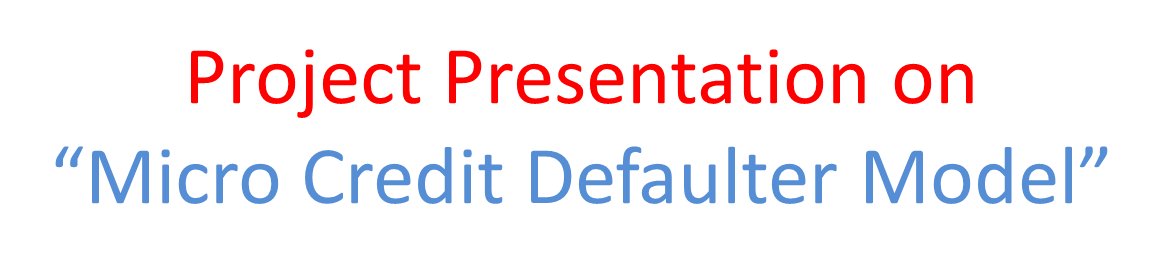 Project Presentation on
“Micro Credit Defaulter Model”